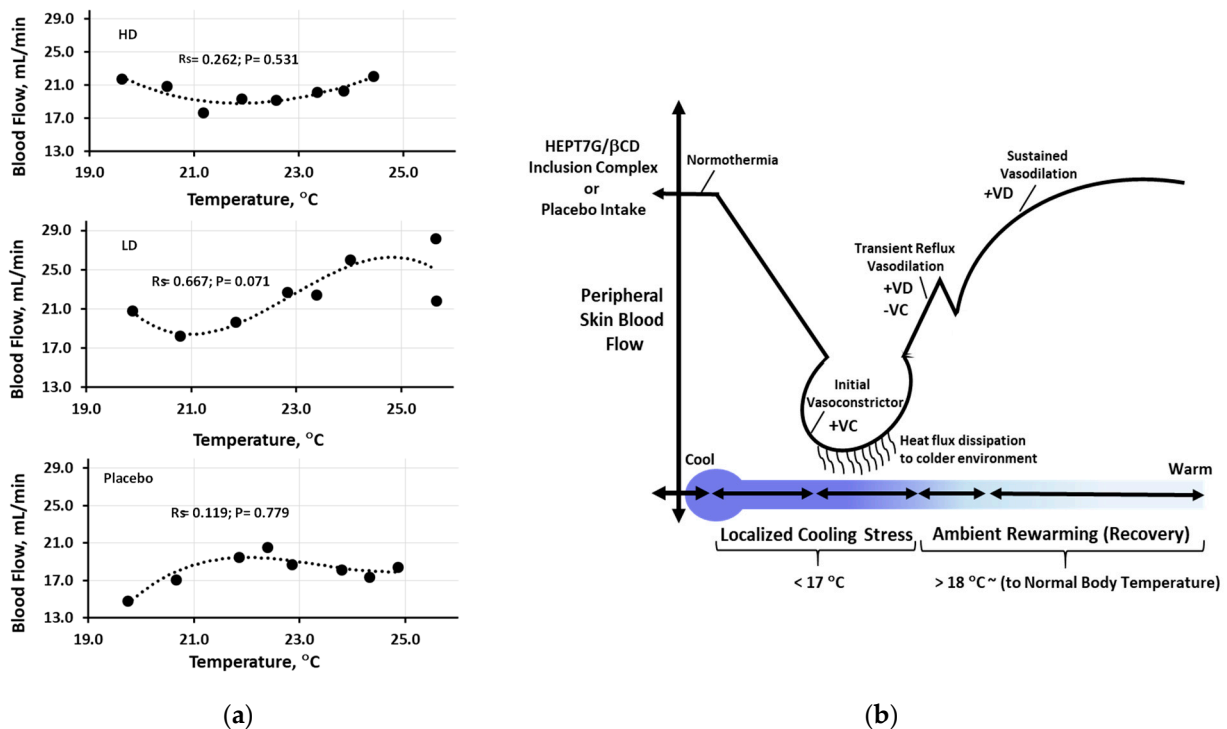 29.0
25.0
21.0
17.0
13.0
Blood Flow, mL/min
HD
Rs= 0.262; P= 0.531
19.0 21.0 23.0 25.0
Temperature, °C
29.0
25.0
21.0
17.0
13.0
Blood Flow, mL/min
LD
Rs= 0.667; P= 0.071
19.0 21.0 23.0 25.0
Temperature, °C
29.0
25.0
21.0
17.0
13.0
Blood Flow, mL/min
Placebo
Rs= 0.119; P= 0.779
19.0 21.0 23.0 25.0
Temperature, °C
(a)
HEPT7G/βCD
Inclusion Complex
or
Placebo Intake
Normothermia
Peripheral
Skin Blood
Flow
Initial
Vasoconstrictor
+VC
Heat flux dissipation
to colder environment
Transient Reflux
Vasodilation
+VD
-VC
Sustained
Vasodilation
+VD
Cool
Warm
Localized Cooling Stress
Ambient Rewarming (Recovery)
< 17 °C
> 18 °C ~ (to Normal Body Temperature)
(b)